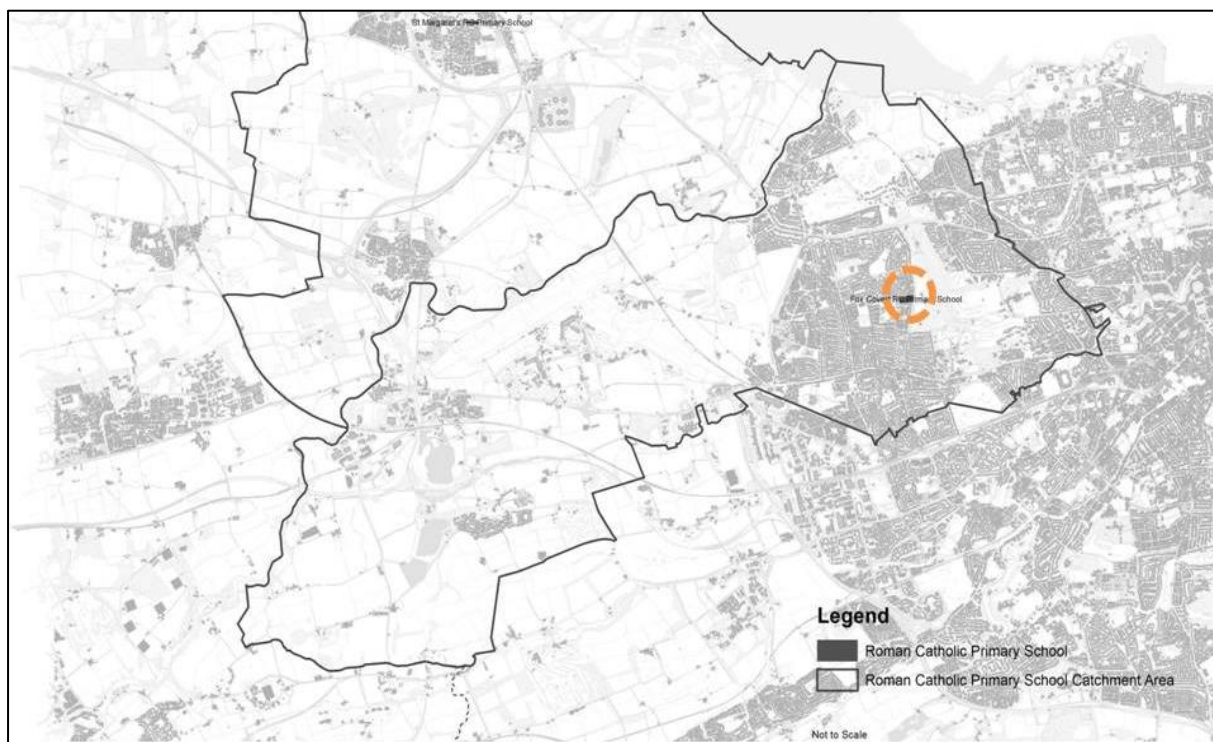 St Margaret's RC Primary School
Fox Covert RC Primary School
Legend
Roman Catholic Primary School
Roman Catholic Primary School Catchment Area
Not to Scale